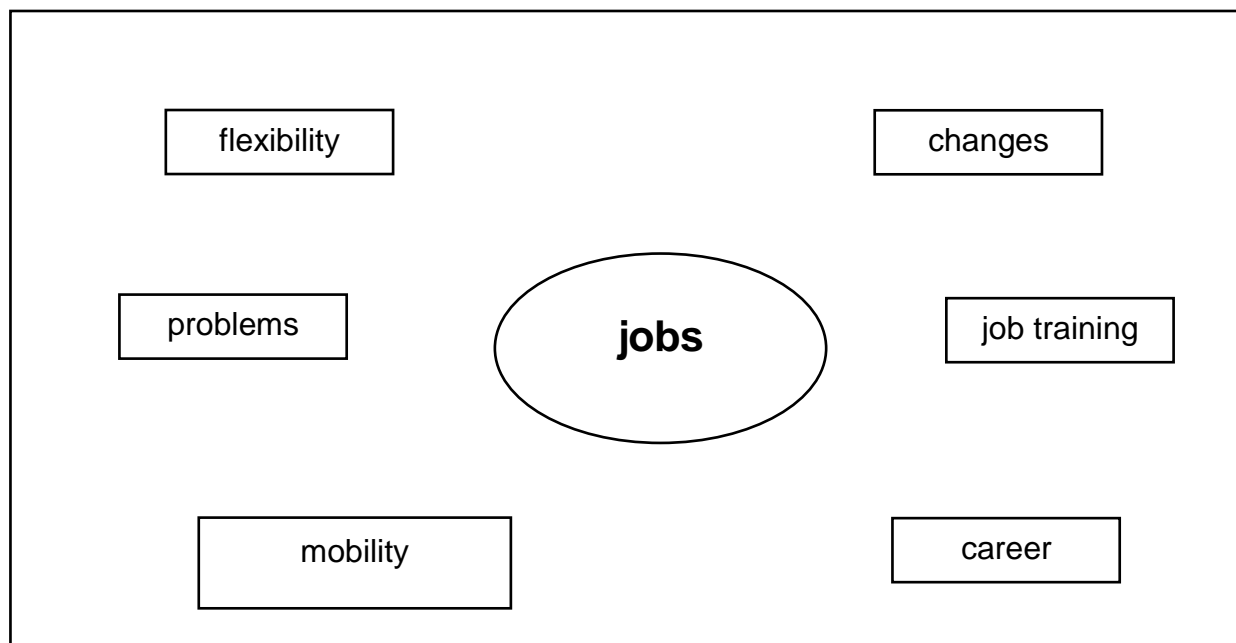 flexibility
changes
problems
jobs
job training
mobility
career